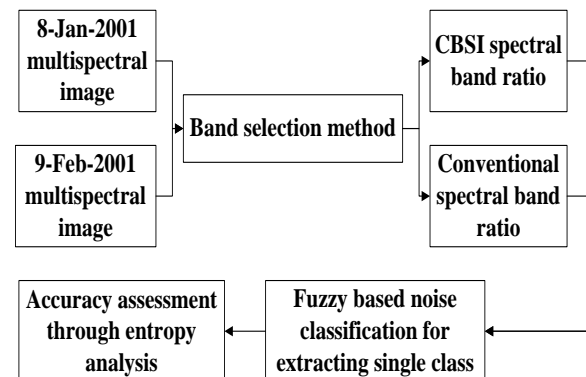 8-Jan-2001
multispectral
image
9-Feb-2001
multispectral
image
Band selection method
CBSI spectral
band ratio
Conventional
spectral band
ratio
Fuzzy based noise
classification for
extracting single class
Accuracy assessment
through entropy
analysis